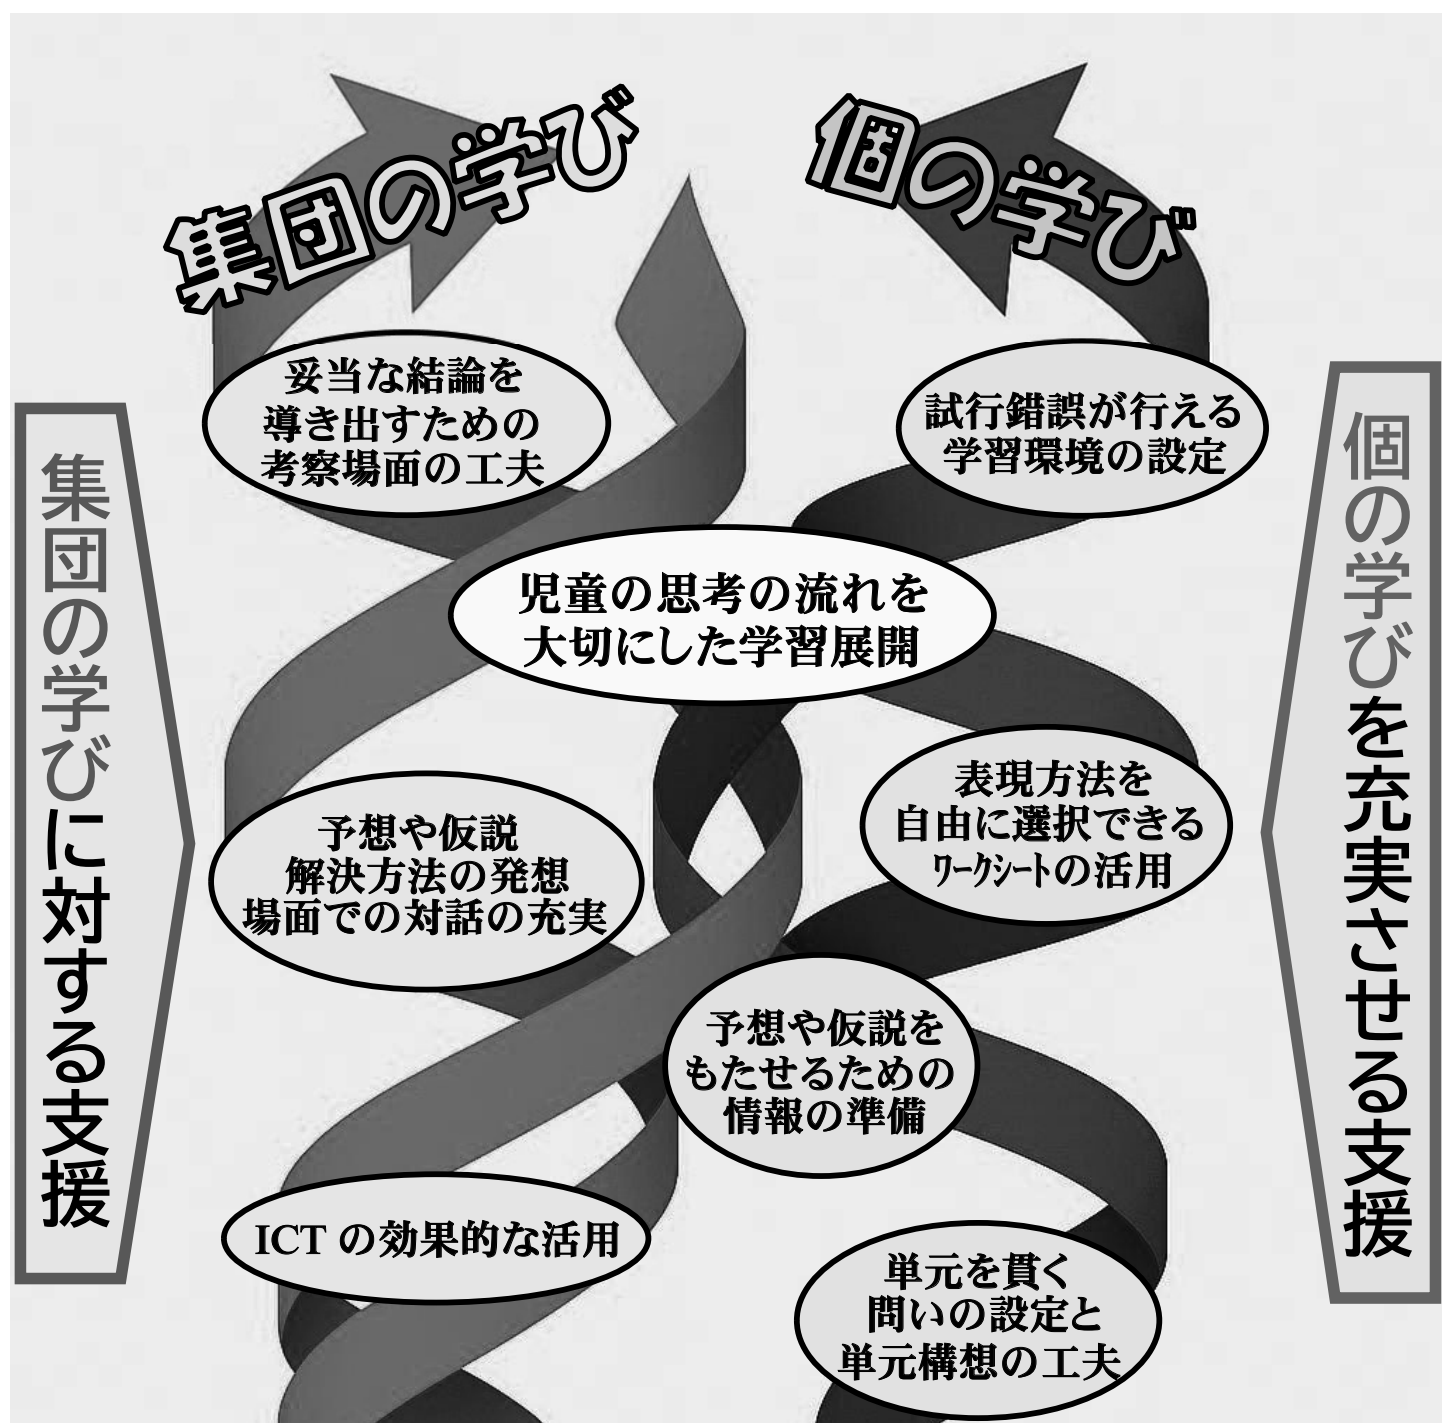 集団の学び
個の学び
妥当な結論を
導き出すための
考察場面の工夫
試行錯誤が行える
学習環境の設定
集団の学びに対する支援
個の学びを充実させる支援
児童の思考の流れを
大切にした学習展開
表現方法を
自由に選択できる
ワークシートの活用
予想や仮説
解決方法の発想
場面での対話の充実
予想や仮説を
もたせるための
情報の準備
ICTの効果的な活用
単元を貫く
問いの設定と
単元構想の工夫